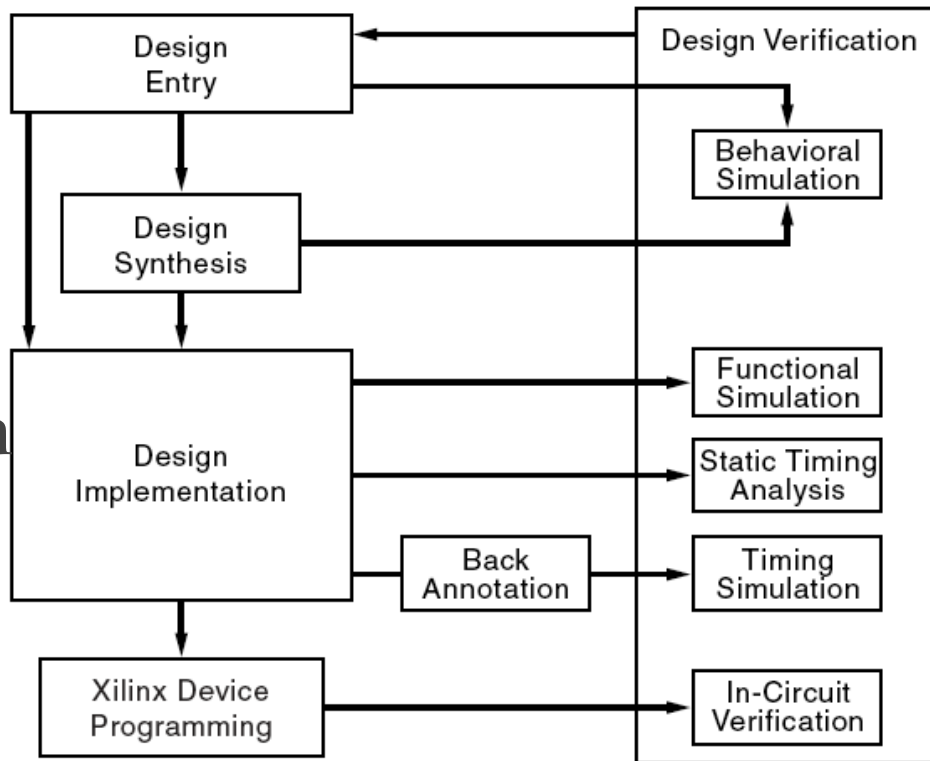 Design
Entry
Design Verification
Behavioral
Simulation
Design
Synthesis
Functional
Simulation
Design
Implementation
Static Timing
Analysis
Back
Annotation
Timing
Simulation
Xilinx Device
Programming
In-Circuit
Verification